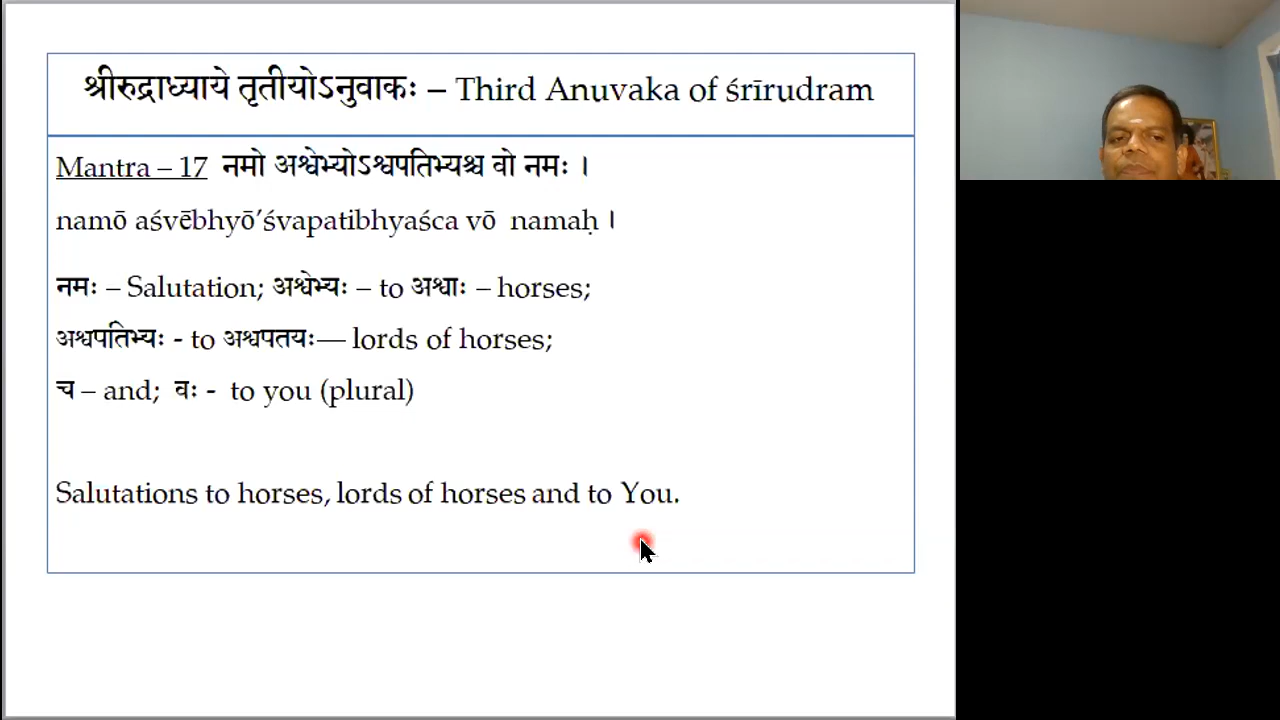 श्रीरुद्राध्याये तृतीयोऽनुवाकः – Third Anuvaka of śrīrudram
Mantra – 17 नमो अश्वेभ्योऽश्वपतिभ्यश्च वो नमः ।
namō aśvēbhyō’śvapatibhyaśca vō namaḥ ।
नमः – Salutation; अश्वेभ्यः – to अश्वाः – horses;
अश्वपतिभ्यः - to अश्वपतयः— lords of horses;
च – and; वः - to you (plural)
Salutations to horses, lords of horses and to You.